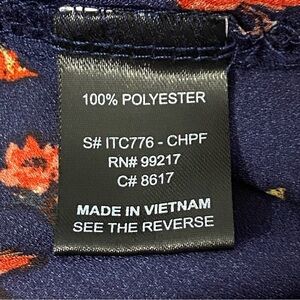 100% POLYESTER
S# ITC776 - CHPF
RN# 99217
C# 8617
MADE IN VIETNAM
SEE THE REVERSE